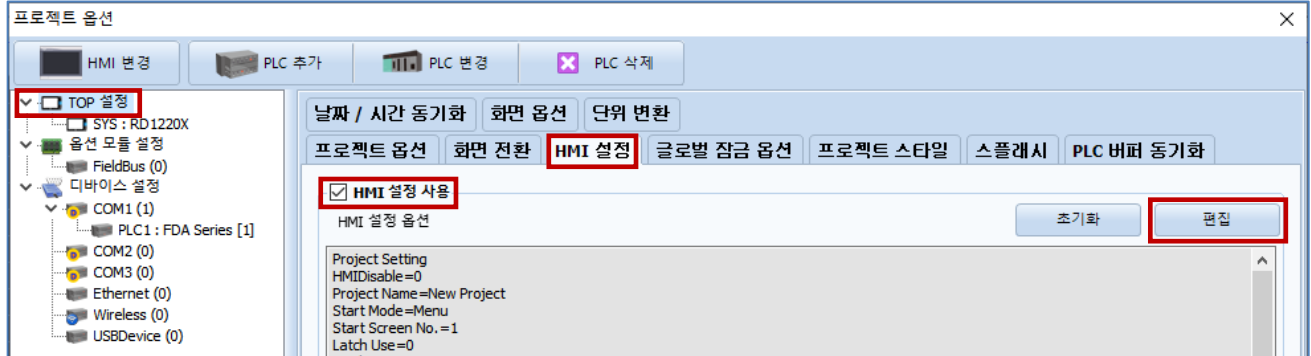 프로젝트 옵션
HMI 변경 PLC 추가 PLC 변경 PLC 삭제
TOP 설정
SYS : RD1220X
옵션 모듈 설정
FieldBus (0)
디바이스 설정
COM1 (1)
PLC1 : FDA Series [1]
COM2 (0)
COM3 (0)
Ethernet (0)
Wireless (0)
USBDevice (0)
날짜 / 시간 동기화 화면 옵션 단위 변환
프로젝트 옵션 화면 전환 HMI 설정 글로벌 잠금 옵션 프로젝트 스타일 스플래시 PLC 버퍼 동기화
HMI 설정 사용
HMI 설정 옵션 초기화 편집
Project Setting
HMIDisable=0
Project Name=New Project
Start Mode=Menu
Start Screen No.=1
Latch Use=0